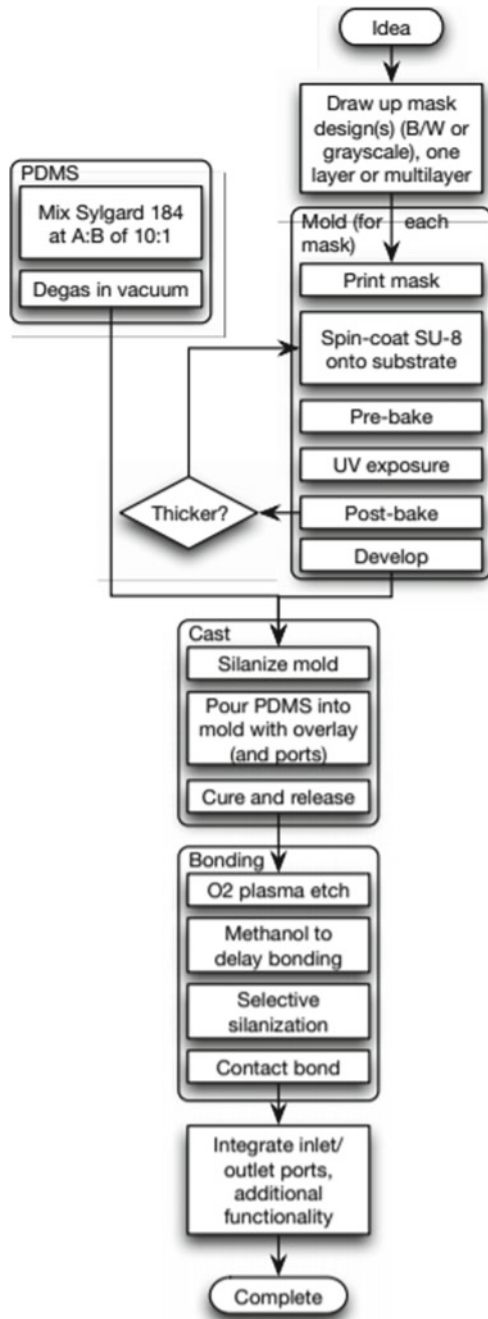 Idea
Draw up mask
design(s) (B/W or
grayscale), one
layer or multilayer
PDMS
Mix Sylgard 184
at A:B of 10:1
Degas in vacuum
Mold (for each
mask)
Print mask
Spin-coat SU-8
onto substrate
Pre-bake
UV exposure
Thicker?
Post-bake
Develop
Cast
Silanize mold
Pour PDMS into
mold with overlay
(and ports)
Cure and release
Bonding
O2 plasma etch
Methanol to
delay bonding
Selective
silanization
Contact bond
Integrate inlet/
outlet ports,
additional
functionality
Complete